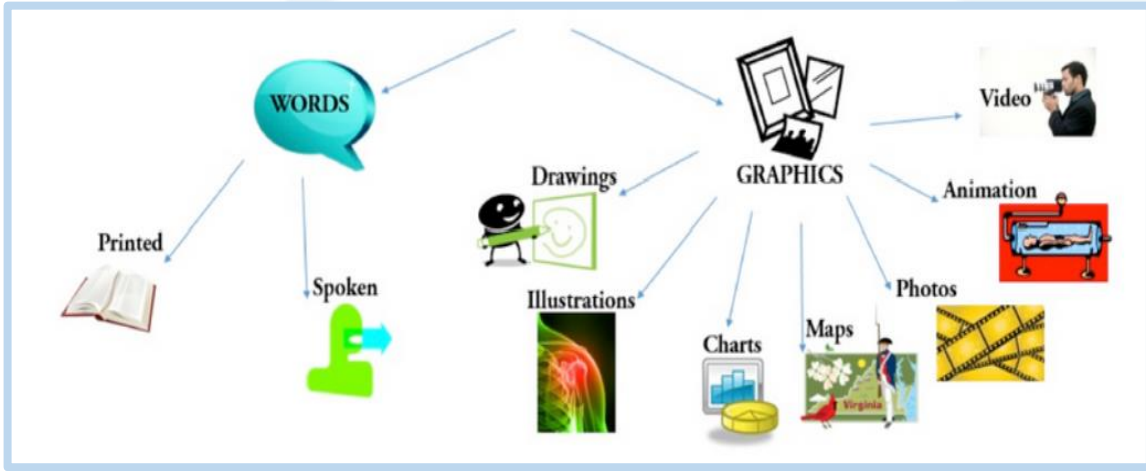 WORDS
Printed
Spoken
GRAPHICS
Drawings
Illustrations
Charts
Maps
Virginia
Photos
Animation
Video